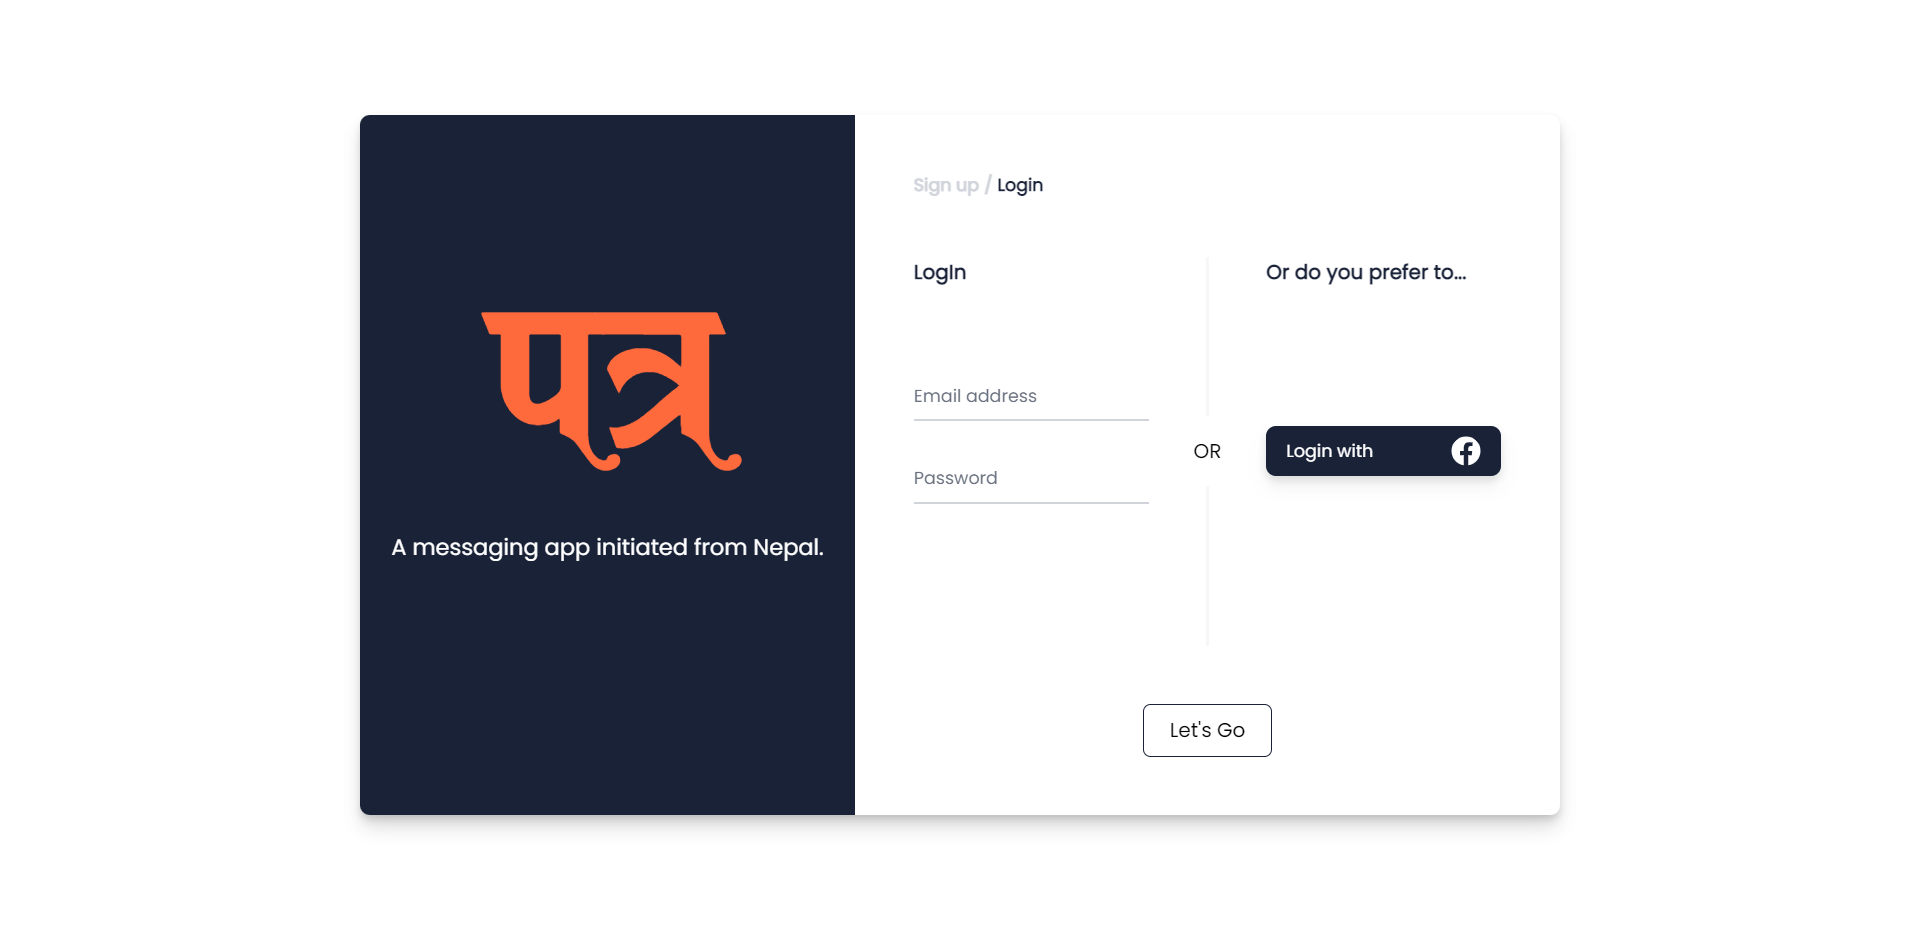 पत्र
A messaging app initiated from Nepal.
Sign up / Login
LogIn
Email address
Password
OR
Or do you prefer to...
Login with
Let's Go